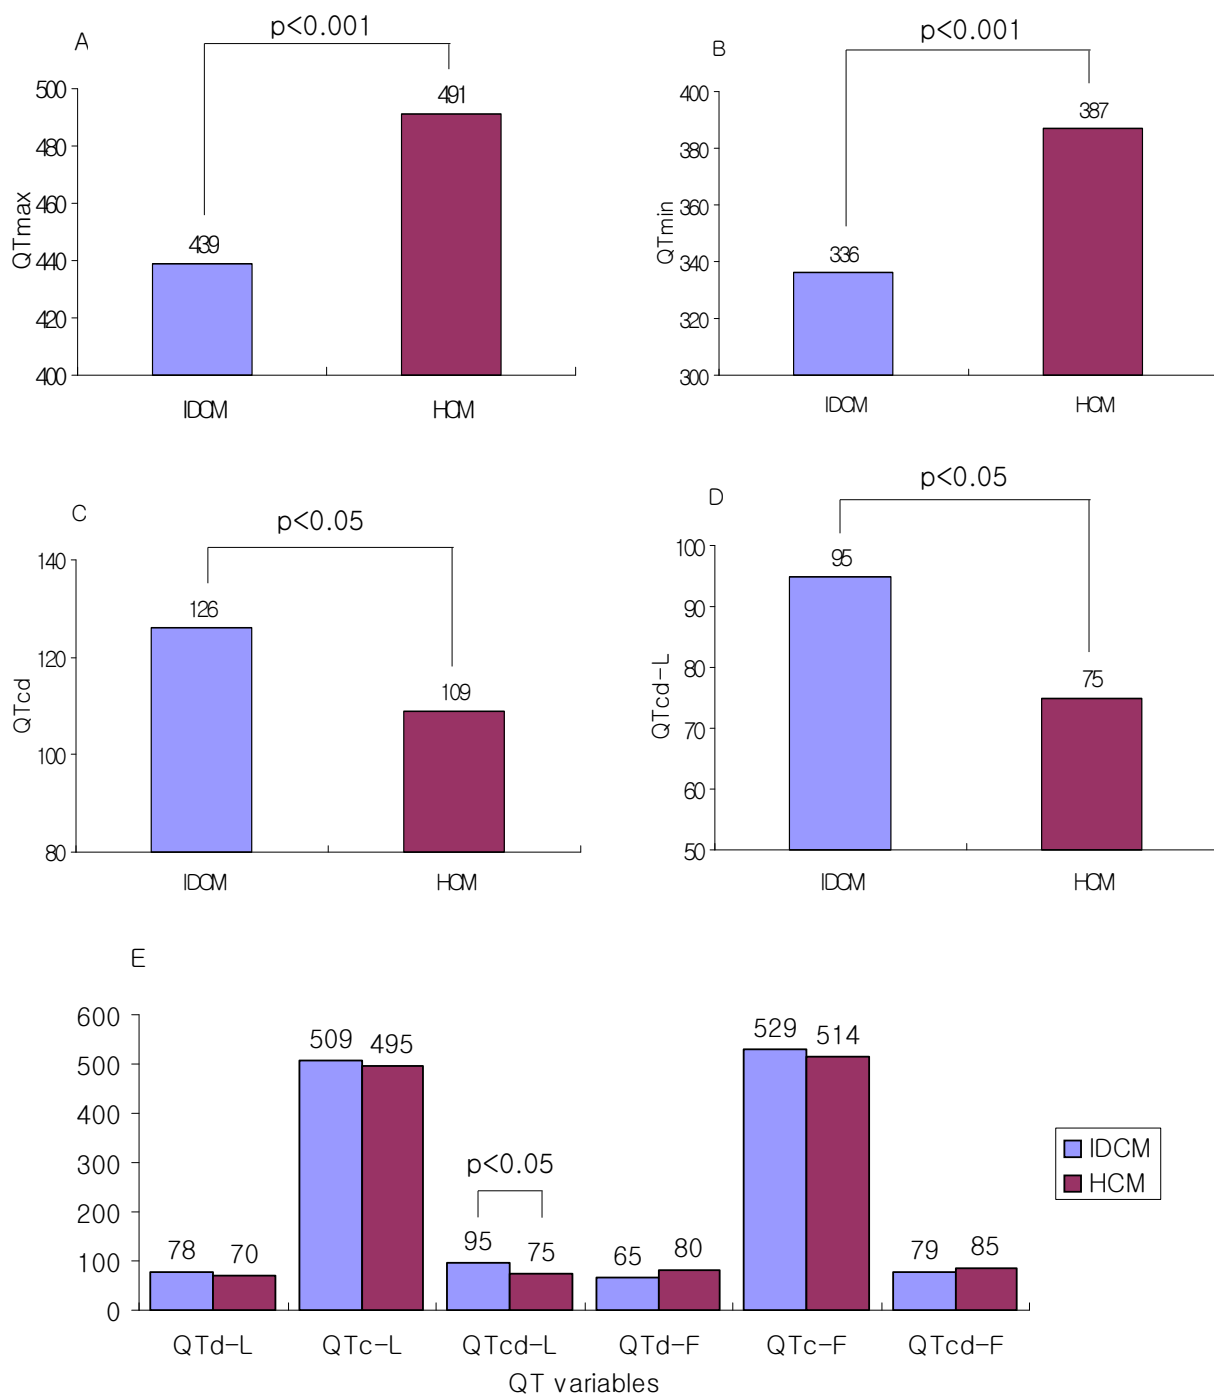 A
p<0.001
500
480
460
440
420
400
QTmax
439
491
IDCM
HCM
B
p<0.001
400
380
360
340
320
300
QTmin
336
387
IDCM
HCM
C
p<0.05
140
120
100
80
QTcd
126
109
IDCM
HCM
D
p<0.05
100
90
80
70
60
50
QTcd-L
95
75
IDCM
HCM
E
600
500
400
300
200
100
0
78 70
509 495
p<0.05
95 75
65 80
529 514
79 85
QTd-L QTc-L QTcd-L QTd-F QTc-F QTcd-F
QT variables
IDCM
HCM